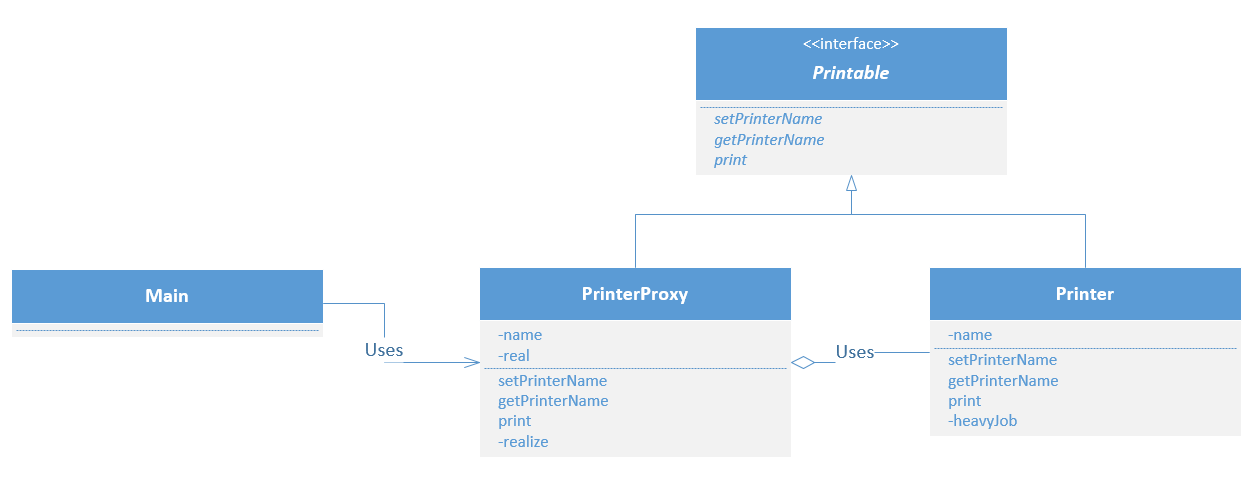 <<interface>>
Printable
setPrinterName
getPrinterName
print
Main
Uses
PrinterProxy
-name
-real
setPrinterName
getPrinterName
print
-realize
Uses
Printer
-name
setPrinterName
getPrinterName
print
-heavyJob